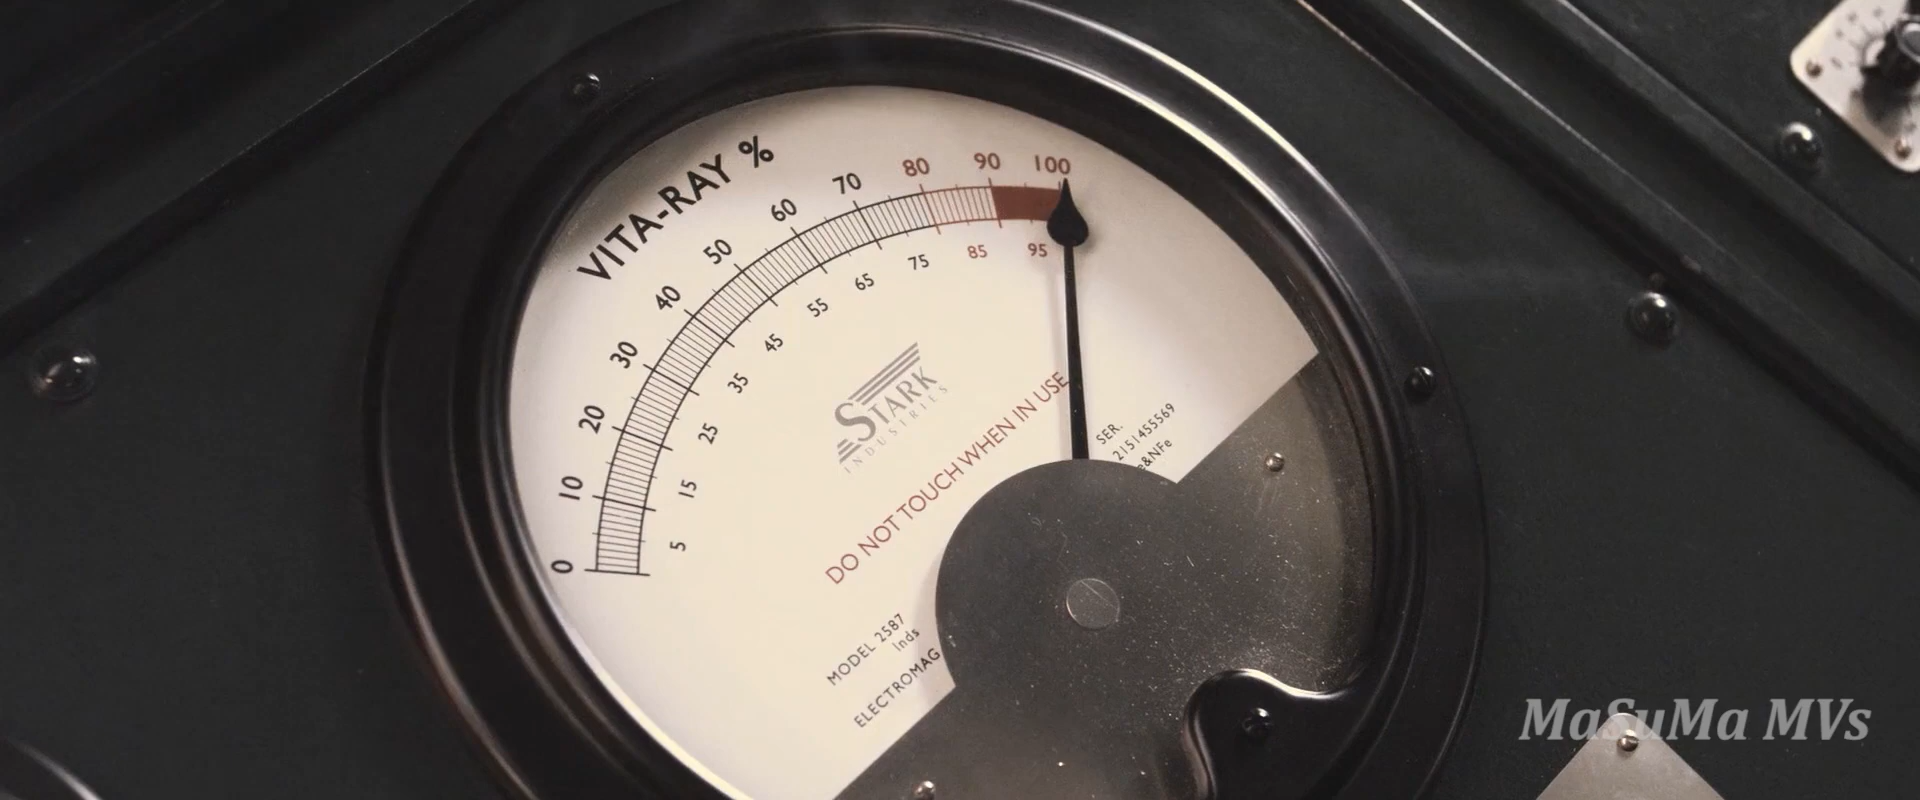 VITA-RAY %
0 10 20 30 40 50 60 70 80 90 100
5 15 25 35 45 55 65 75 85 95
STARK
INDUSTRIES
DO NOT TOUCH WHEN IN USE
SER.
2151455569
e&NFe
MODEL 2587
Inds
ELECTROMAG
MaSuMa MVs